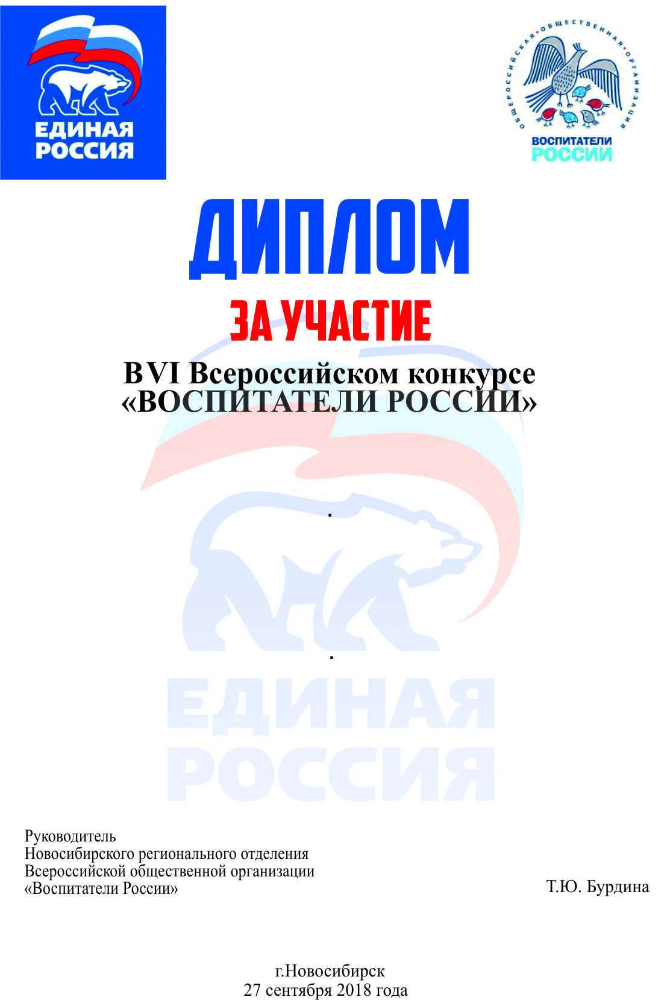 ЕДИНАЯ
РОССИЯ
ОБЩЕРОССИЙСКАЯ•ОБЩЕСТВЕННАЯ•ОРГАНИЗАЦИЯ
ВОСПИТАТЕЛИ
РОССИИ
ДИПЛОМ
ЗА УЧАСТИЕ
В VI Всероссийском конкурсе
«ВОСПИТАТЕЛИ РОССИИ»
.
.
ЕДИНАЯ
РОССИЯ
Руководитель
Новосибирского регионального отделения
Всероссийской общественной организации
«Воспитатели России»
Т.Ю. Бурдина
г.Новосибирск
27 сентября 2018 года